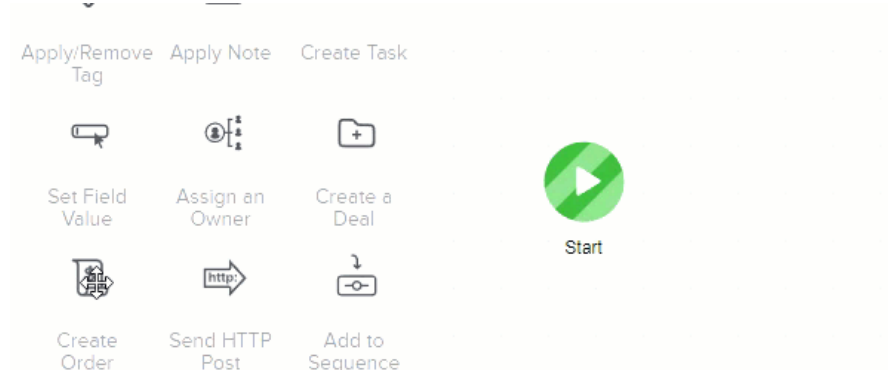 Apply/Remove Tag
Apply Note
Create Task
Set Field Value
Assign an Owner
Create a Deal
Start
http:
Create Order
Send HTTP Post
Add to Sequence